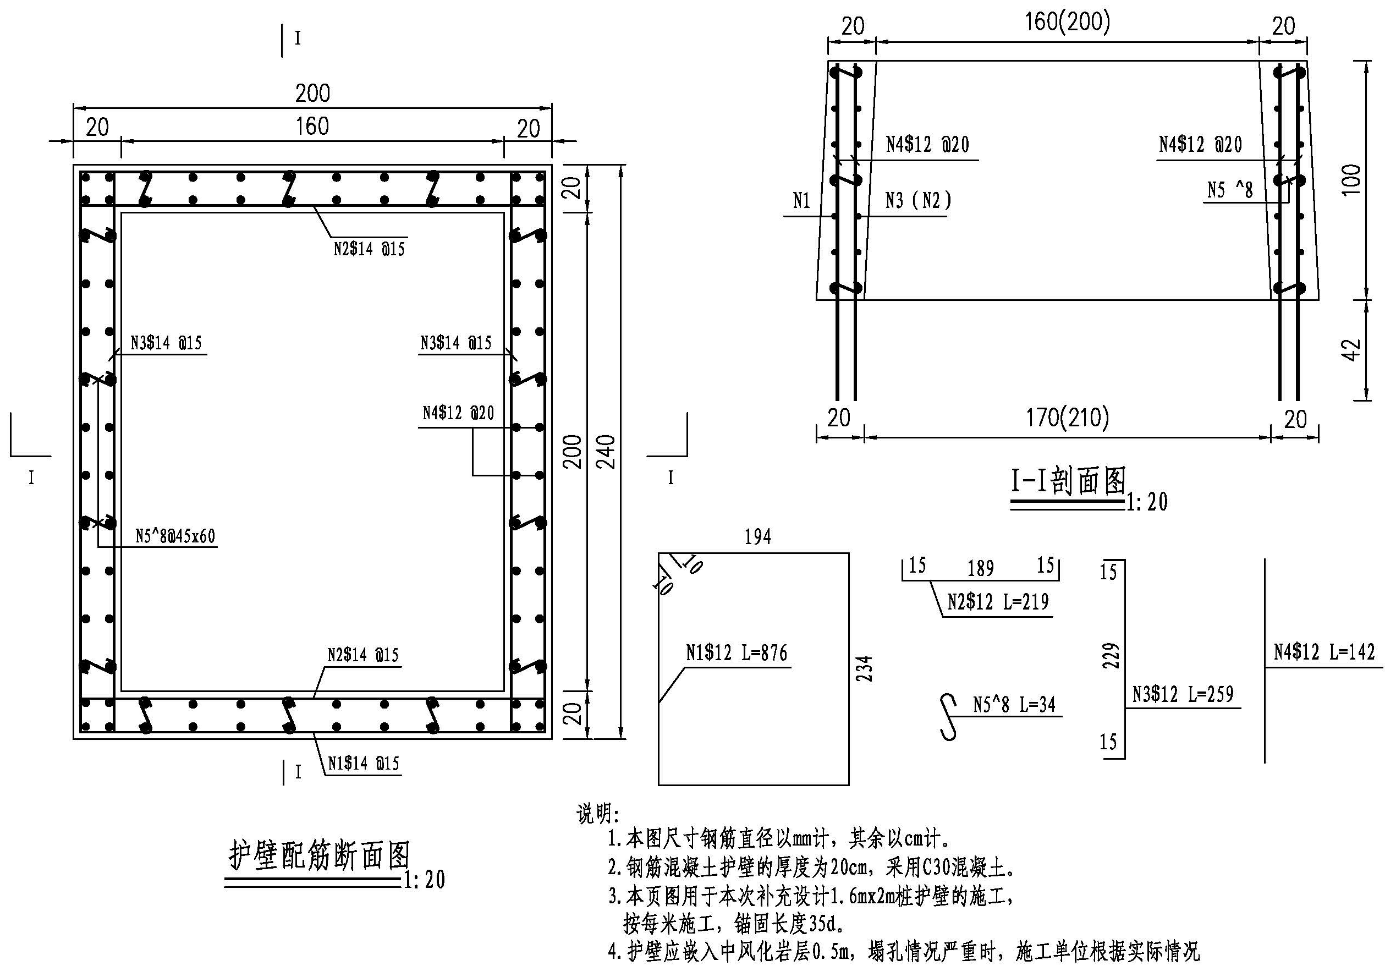 I
200
20 160 20
N2$14 @15
20
N3$14 @15
N3$14 @15
N4$12 @20
200
240
I
I
N5^8@45x60
N2$14 @15
20
N1$14 @15
I
护壁配筋断面图
1:20
20 160(200) 20
N4$12 @20
N4$12 @20
N1
N3 (N2)
N5 ^8
100
42
20 170(210) 20
I-I剖面图
1:20
194
10
10
N1$12 L=876
234
15 189 15
N2$12 L=219
N5^8 L=34
15
229
15
N3$12 L=259
N4$12 L=142
说明:
1.本图尺寸钢筋直径以mm计，其余以cm计。
2.钢筋混凝土护壁的厚度为20cm，采用C30混凝土。
3.本页图用于本次补充设计1.6mx2m桩护壁的施工，
按每米施工，锚固长度35d。
4.护壁应嵌入中风化岩层0.5m，塌孔情况严重时，施工单位根据实际情况